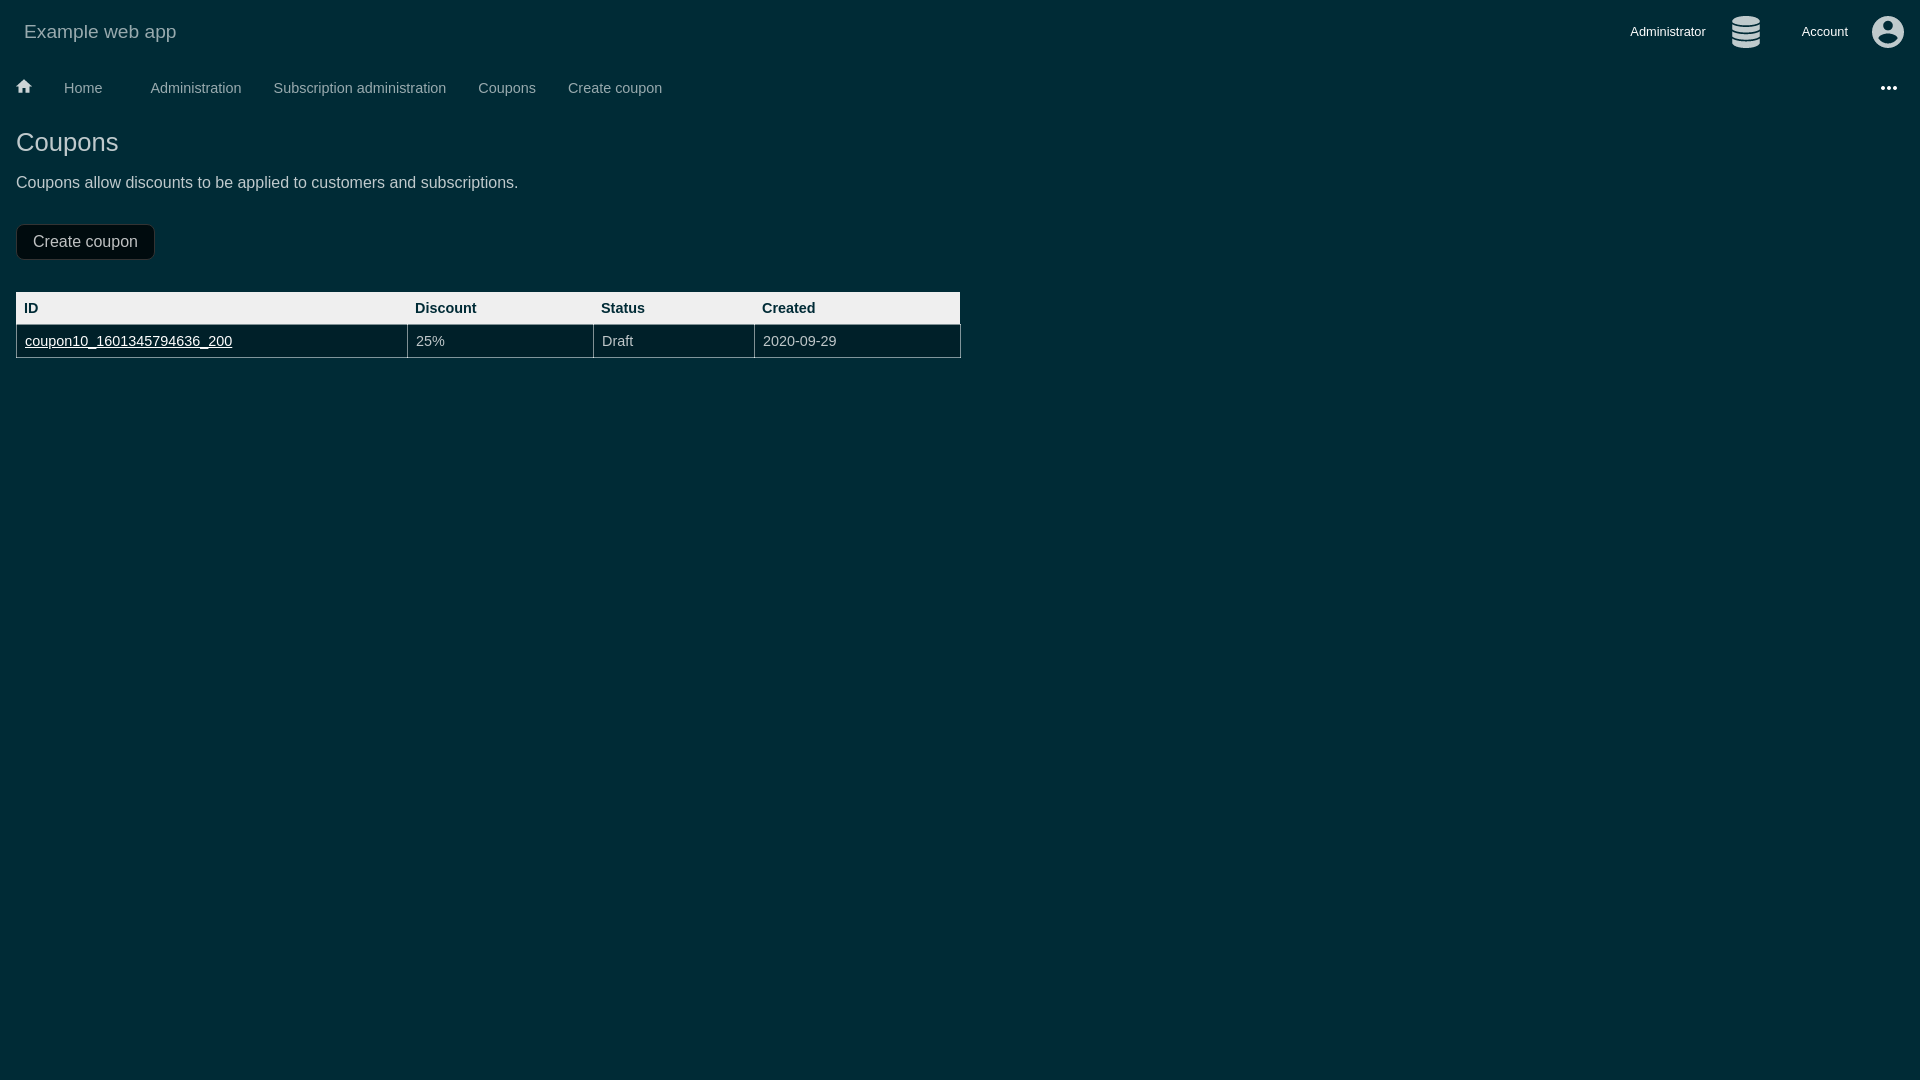 Example web app
Administrator
Account
Home
Administration
Subscription administration
Coupons
Create coupon
Coupons
Coupons allow discounts to be applied to customers and subscriptions.
Create coupon
ID Discount Status Created
coupon10_1601345794636_200 25% Draft 2020-09-29